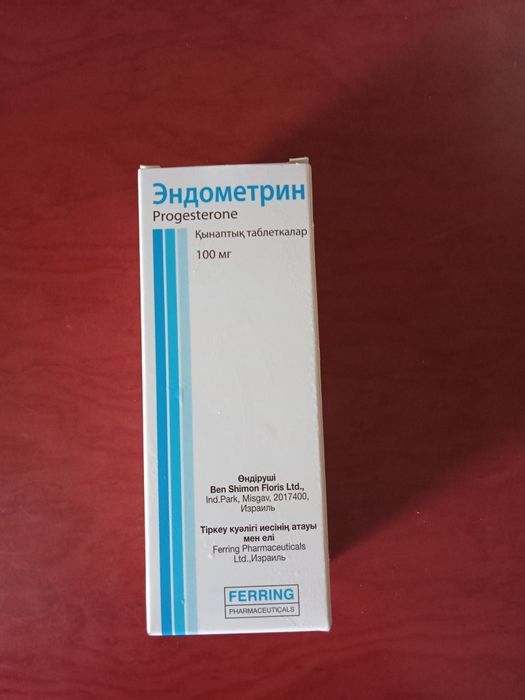 Эндометрин
Progesterone
Қынаптық таблеткалар
100 мг
Өндіруші
Ben Shimon Floris Ltd.,
Ind.Park, Misgav, 2017400,
Израиль
Тіркеу куәлігі иесінің атауы
мен елі
Ferring Pharmaceuticals
Ltd.,Израиль
FERRING
PHARMACEUTICALS